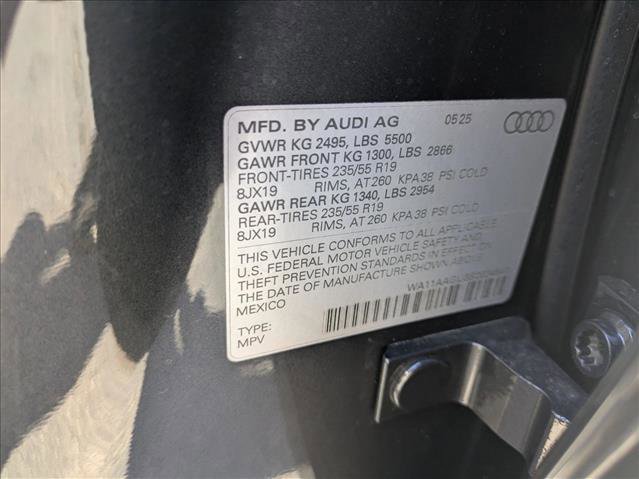 MFD. BY AUDI AG 05 25
GVWR KG 2495, LBS 5500
GAWR FRONT KG 1300, LBS 2866
FRONT-TIRES 235/55 R19
8JX19 RIMS, AT 260 KPA 38 PSI COLD
GAWR REAR KG 1340, LBS 2954
REAR-TIRES 235/55 R19
8JX19 RIMS, AT 260 KPA 38 PSI COLD
THIS VEHICLE CONFORMS TO ALL APPLICABLE
U.S. FEDERAL MOTOR VEHICLE SAFETY AND
THEFT PREVENTION STANDARDS IN EFFECT ON
THE DATE OF MANUFACTURE SHOWN ABOVE
MEXICO
TYPE:
MPV